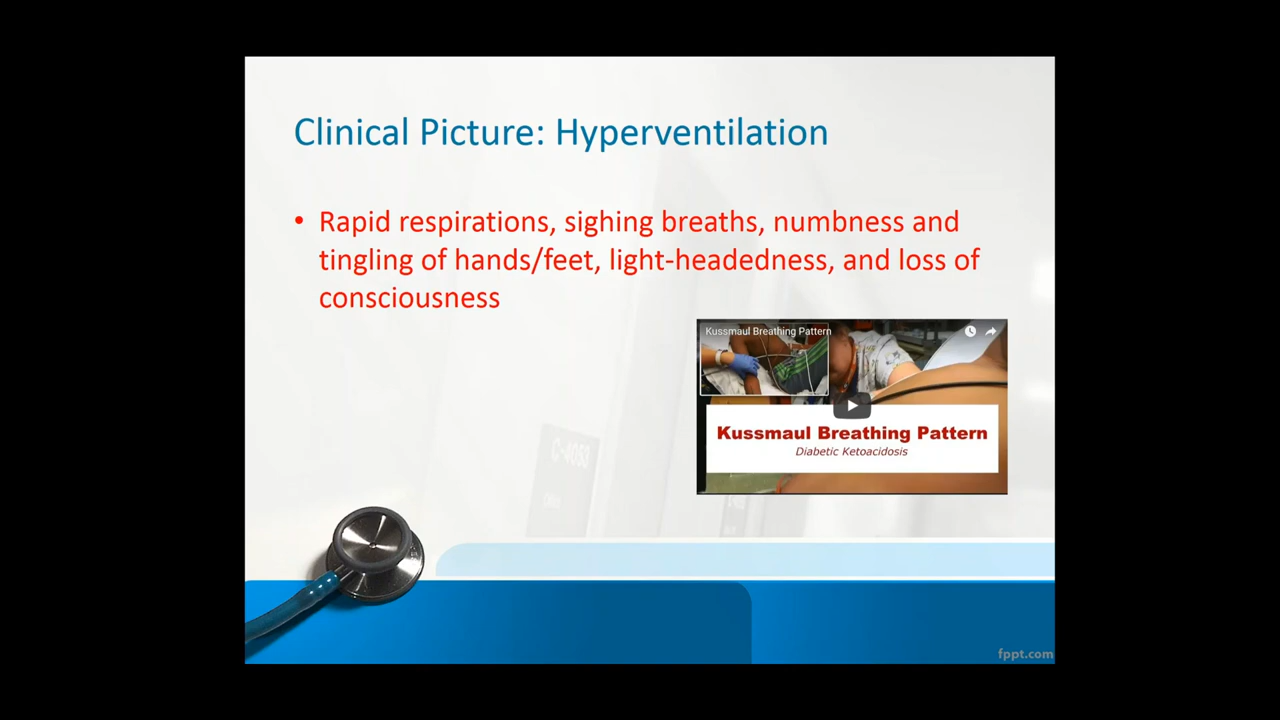 Clinical Picture: Hyperventilation
• Rapid respirations, sighing breaths, numbness and
tingling of hands/feet, light-headedness, and loss of
consciousness
Kussmaul Breathing Pattern
Kussmaul Breathing Pattern
Diabetic Ketoacidosis
C-4053
fppt.com